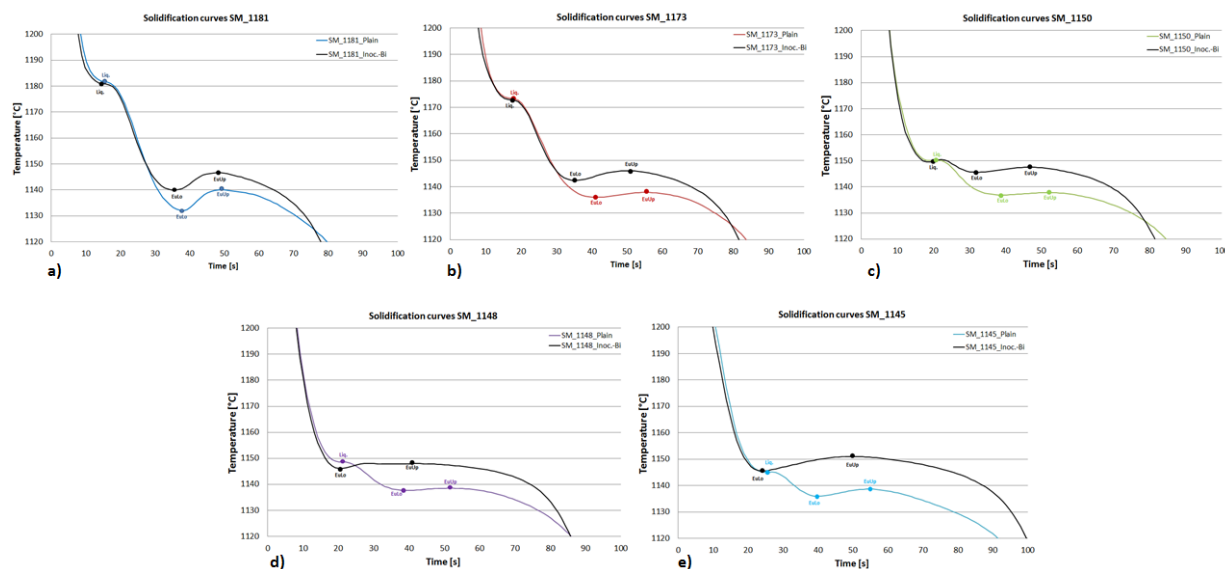 Solidification curves SM_1181
SM_1181_Plain
SM_1181_Inoc.-Bi
Temperature [°C]
1200
1190
1180
1170
1160
1150
1140
1130
1120
Liq.
Liq.
EuLo
EuUp
EuLo
EuUp
0 10 20 30 40 50 60 70 80 90 100
Time [s]
a)
Solidification curves SM_1173
SM_1173_Plain
SM_1173_Inoc.-Bi
Temperature [°C]
1200
1190
1180
1170
1160
1150
1140
1130
1120
Liq.
Liq.
EuLo
EuUp
EuLo
EuUp
0 10 20 30 40 50 60 70 80 90 100
Time [s]
b)
Solidification curves SM_1150
SM_1150_Plain
SM_1150_Inoc.-Bi
Temperature [°C]
1200
1190
1180
1170
1160
1150
1140
1130
1120
Liq.
Liq.
EuLo
EuUp
EuLo
EuUp
0 10 20 30 40 50 60 70 80 90 100
Time [s]
c)
Solidification curves SM_1148
SM_1148_Plain
SM_1148_Inoc.-Bi
Temperature [°C]
1200
1190
1180
1170
1160
1150
1140
1130
1120
Liq.
EuLo
EuUp
EuLo
EuUp
0 10 20 30 40 50 60 70 80 90 100
Time [s]
d)
Solidification curves SM_1145
SM_1145_Plain
SM_1145_Inoc.-Bi
Temperature [°C]
1200
1190
1180
1170
1160
1150
1140
1130
1120
Liq.
EuLo
EuUp
EuLo
EuUp
0 10 20 30 40 50 60 70 80 90 100
Time [s]
e)